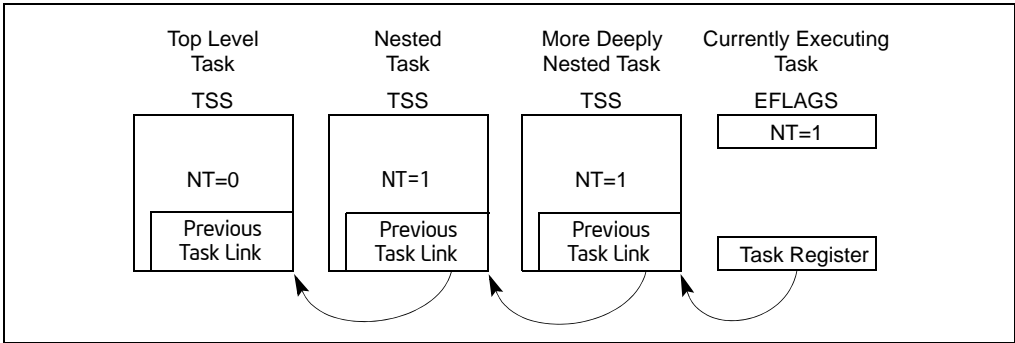 Top Level
Task
Nested
Task
More Deeply
Nested Task
Currently Executing
Task
TSS
TSS
TSS
EFLAGS
NT=1
NT=0
NT=1
NT=1
Previous
Task Link
Previous
Task Link
Previous
Task Link
Task Register